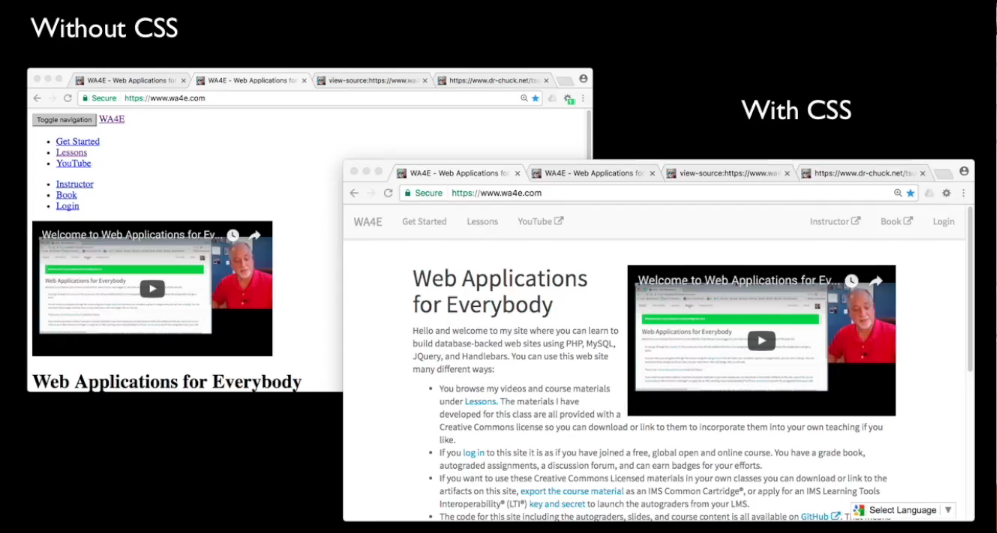 Without CSS
WA4E - Web Applications for
WA4E - Web Applications for
view-source:https://www.wa
https://www.dr-chuck.net/ts
Secure https://www.wa4e.com
Toggle navigation WA4E
Get Started
Lessons
YouTube
Instructor
Book
Login
Welcome to Web Applications for Ev...
Web Applications for Everybody
Web Applications for Everybody
With CSS
WA4E - Web Applications for
WA4E - Web Applications for
view-source:https://www.wa
https://www.dr-chuck.net/ts
Secure https://www.wa4e.com
WA4E Get Started Lessons YouTube Instructor Book Login
Web Applications
for Everybody
Hello and welcome to my site where you can learn to
build database-backed web sites using PHP, MySQL,
JQuery, and Handlebars. You can use this web site
many different ways:
You browse my videos and course materials
under Lessons. The materials I have
developed for this class are all provided with a
Creative Commons license so you can download or link to them to incorporate them into your own teaching if you
like.
If you log in to this site it is as if you have joined a free, global open and online course. You have a grade book,
autograded assignments, a discussion forum, and can earn badges for your efforts.
If you want to use these Creative Commons Licensed materials in your own classes you can download or link to the
artifacts on this site, export the course material as an IMS Common Cartridge®, or apply for an IMS Learning Tools
Interoperability® (LTI®) key and secret to launch the autograders from your LMS.
The code for this site including the autograders, slides, and course content is all available on GitHub
Welcome to Web Applications for Ev...
Web Applications for Everybody
Select Language